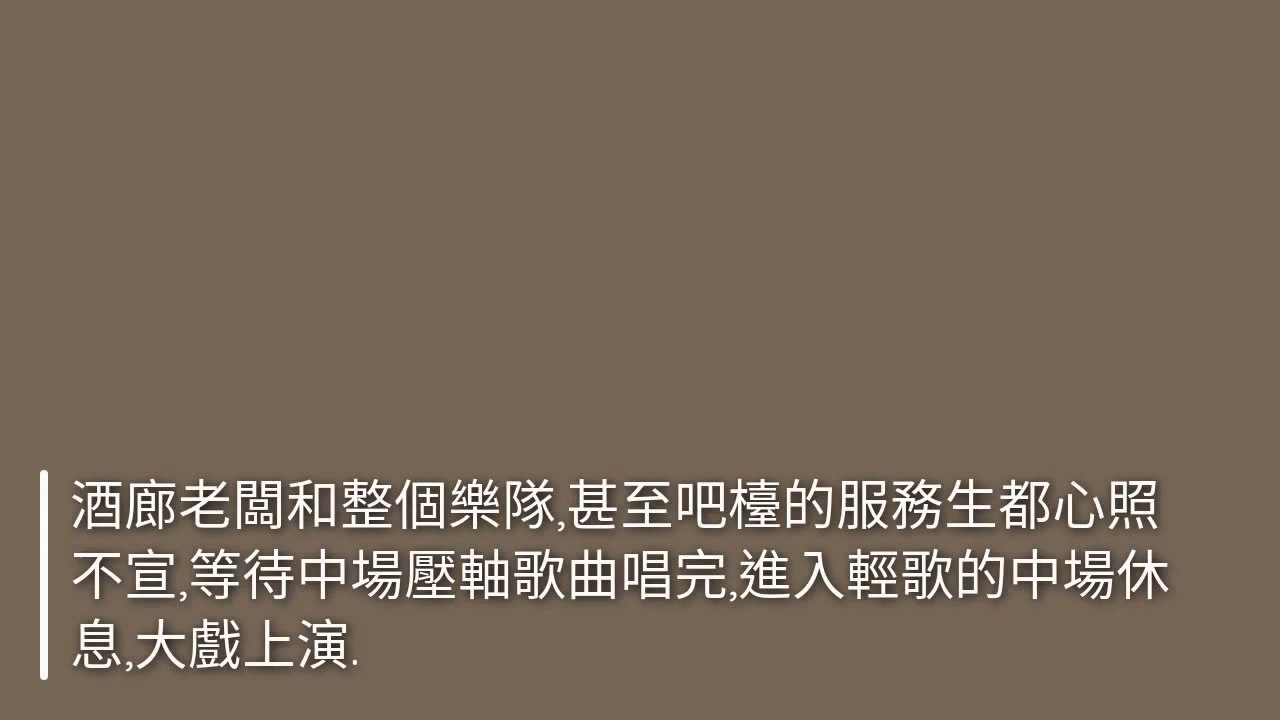 酒廊老闆和整個樂隊,甚至吧檯的服務生都心照
不宣,等待中場壓軸歌曲唱完,進入輕歌的中場休
息,大戲上演.